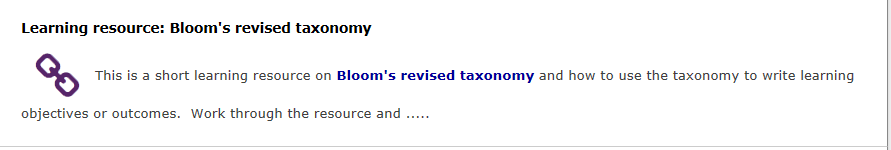 Learning resource: Bloom's revised taxonomy
This is a short learning resource on Bloom's revised taxonomy and how to use the taxonomy to write learning
objectives or outcomes.  Work through the resource and .....